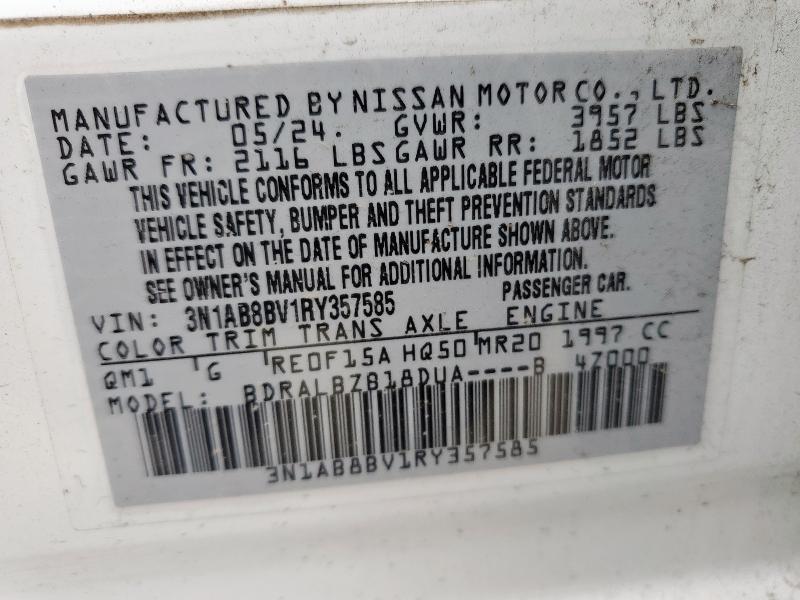 MANUFACTURED BY NISSAN MOTOR CO., LTD.
DATE: 05/24. GVWR: 3957 LBS
GAWR FR: 2116 LBS GAWR RR: 1852 LBS
THIS VEHICLE CONFORMS TO ALL APPLICABLE FEDERAL MOTOR
VEHICLE SAFETY, BUMPER AND THEFT PREVENTION STANDARDS
IN EFFECT ON THE DATE OF MANUFACTURE SHOWN ABOVE.
SEE OWNER'S MANUAL FOR ADDITIONAL INFORMATION.
VIN: 3N1AB8BV1RY357585 PASSENGER CAR.
COLOR TRIM TRANS AXLE ENGINE
QM1 G RE0F15A HQ50 MR20 1997 CC
MODEL: BDRALBZB18DUA----B 4Z000
3N1AB8BV1RY357585